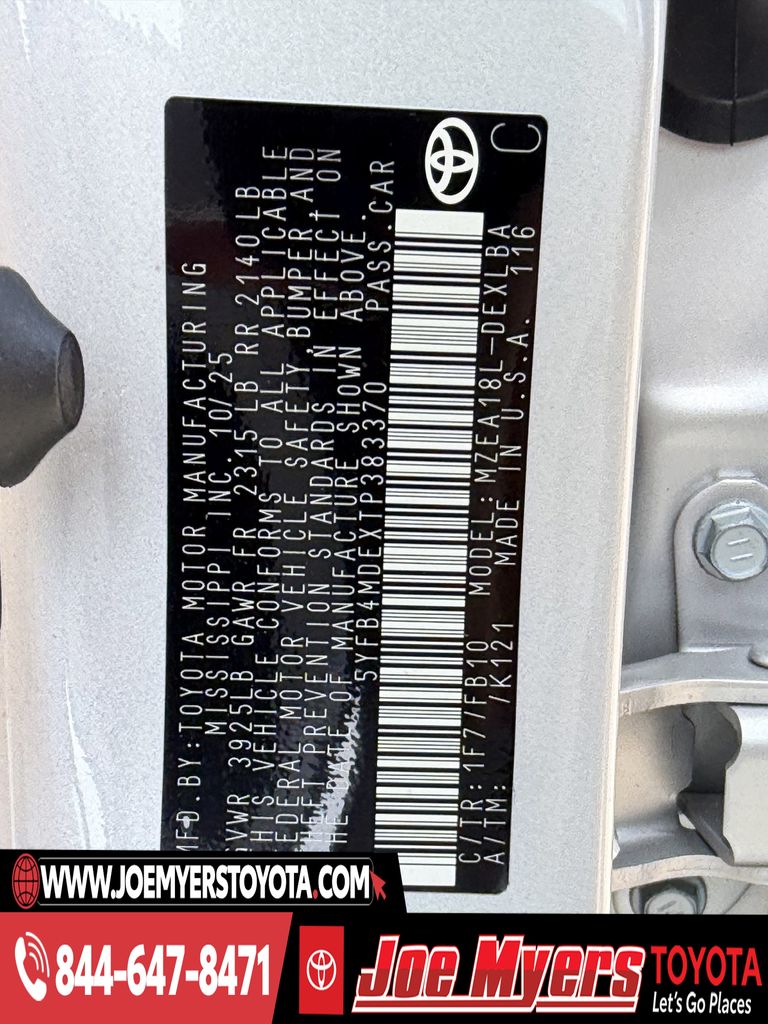 MFD.BY:TOYOTA MOTOR MANUFACTURING
MISSISSIPPI INC. 10/25
GVWR 3925LB GAWR FR 2315 LB RR 2140LB
THIS VEHICLE CONFORMS TO ALL APPLICABLE
FEDERAL MOTOR VEHICLE SAFETY, BUMPER, AND
THEFT PREVENTION STANDARDS IN EFFECT ON
THE DATE OF MANUFACTURE SHOWN ABOVE.
5YFB4MDEXTP383370 PASS.CAR
C/TR:1F7/FB10 MODEL:MZEA18L-DEXLBA
A/TM: /K121 MADE IN U.S.A. 116
C
WWW.JOEMYERSTOYOTA.COM
844-647-8471
Joe Myers
TOYOTA
Let's Go Places